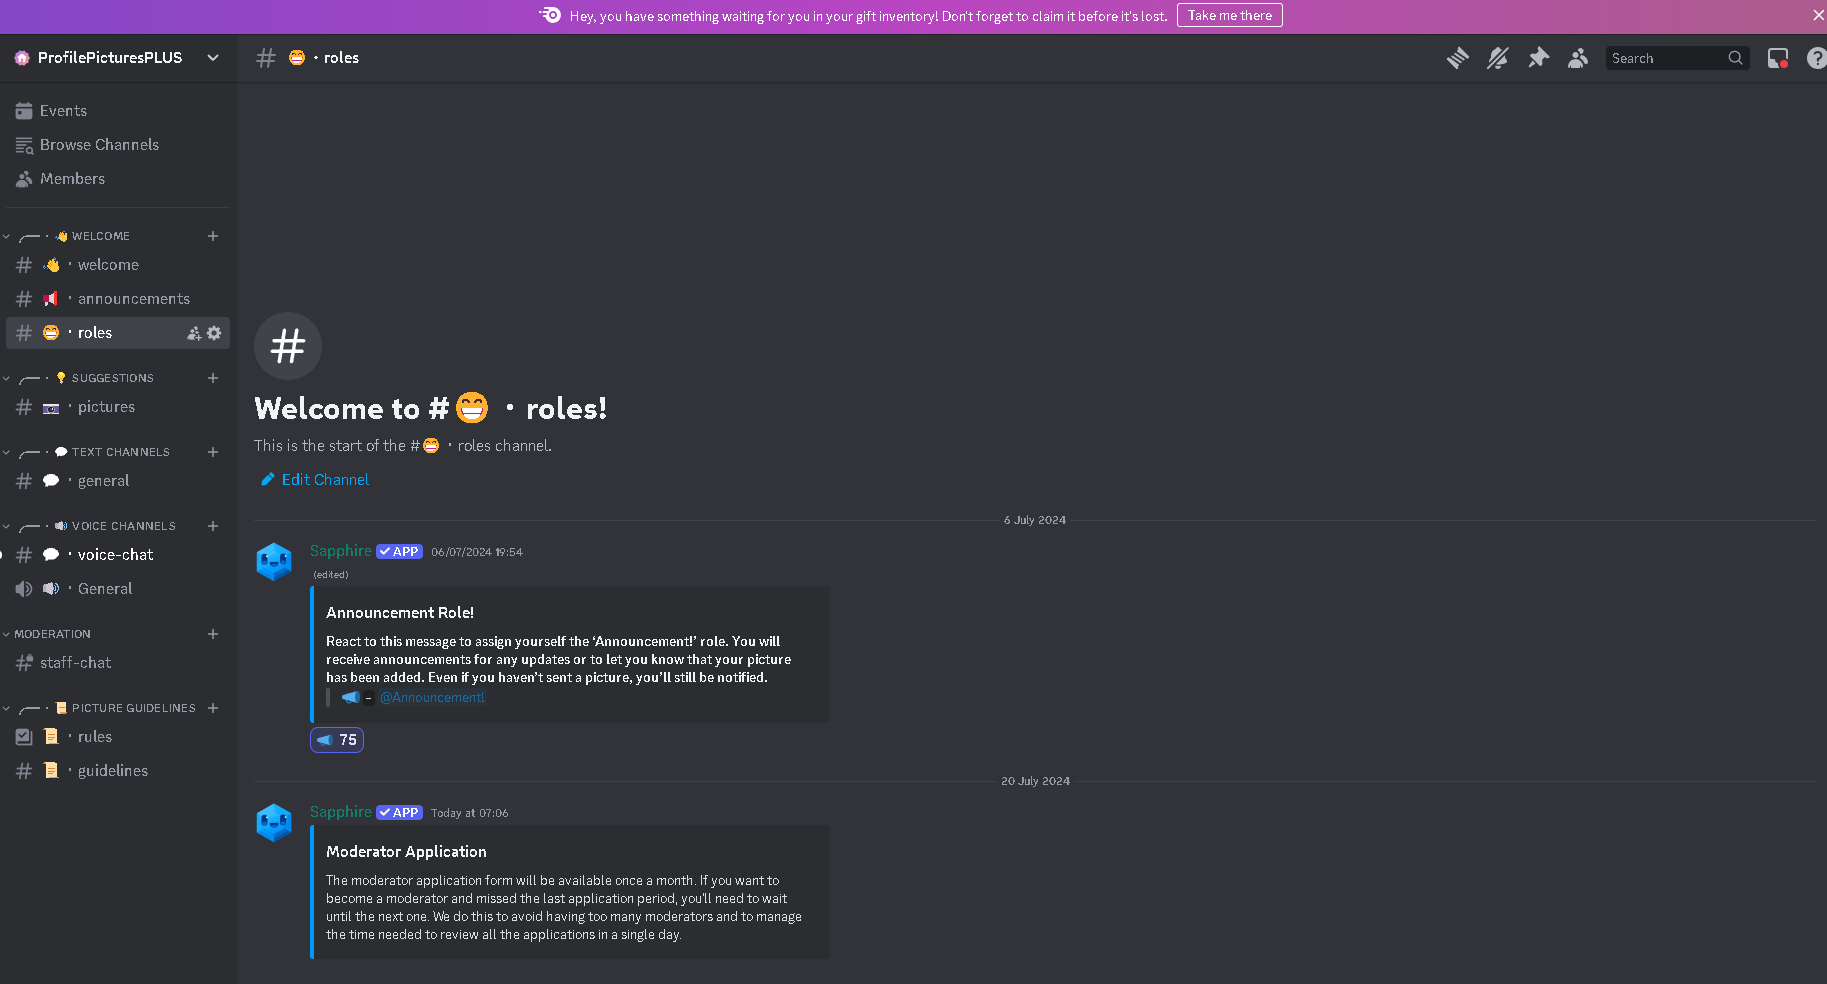 Hey, you have something waiting for you in your gift inventory! Don't forget to claim it before it's lost.
Take me there
ProfilePicturesPLUS
# 😁・roles
Search
Events
Browse Channels
Members
╭── · 👋 WELCOME
# 👋・welcome
# 📢・announcements
# 😁・roles
╭── · 💡 SUGGESTIONS
# 📷・pictures
╭── · 💬 TEXT CHANNELS
# 💬・general
╭── · 🔊 VOICE CHANNELS
# 💬・voice-chat
🔊・General
MODERATION
# staff-chat
╭── · 📜 PICTURE GUIDELINES
📜・rules
# 📜・guidelines
#
Welcome to #😁・roles!
This is the start of the #😁・roles channel.
Edit Channel
6 July 2024
Sapphire ✓ APP 06/07/2024 19:54
(edited)
Announcement Role!
React to this message to assign yourself the ‘Announcement!’ role. You will
receive announcements for any updates or to let you know that your picture
has been added. Even if you haven’t sent a picture, you’ll still be notified.
- @Announcement!
75
20 July 2024
Sapphire ✓ APP Today at 07:06
Moderator Application
The moderator application form will be available once a month. If you want to
become a moderator and missed the last application period, you'll need to wait
until the next one. We do this to avoid having too many moderators and to manage
the time needed to review all the applications in a single day.